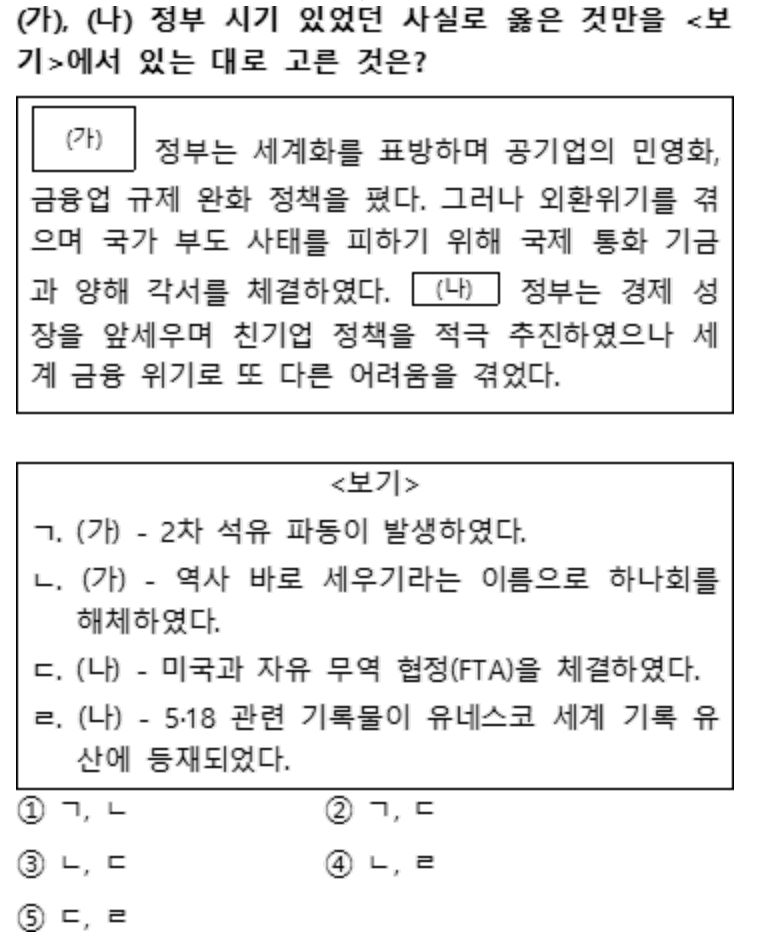 (가), (나) 정부 시기 있었던 사실로 옳은 것만을 <보
기>에서 있는 대로 고른 것은?
(가) 정부는 세계화를 표방하며 공기업의 민영화,
금융업 규제 완화 정책을 폈다. 그러나 외환위기를 겪
으며 국가 부도 사태를 피하기 위해 국제 통화 기금
과 양해 각서를 체결하였다. (나) 정부는 경제 성
장을 앞세우며 친기업 정책을 적극 추진하였으나 세
계 금융 위기로 또 다른 어려움을 겪었다.
<보기>
ㄱ. (가) - 2차 석유 파동이 발생하였다.
ㄴ. (가) - 역사 바로 세우기라는 이름으로 하나회를
해체하였다.
ㄷ. (나) - 미국과 자유 무역 협정(FTA)을 체결하였다.
ㄹ. (나) - 5·18 관련 기록물이 유네스코 세계 기록 유
산에 등재되었다.
① ㄱ, ㄴ ② ㄱ, ㄷ
③ ㄴ, ㄷ ④ ㄴ, ㄹ
⑤ ㄷ, ㄹ